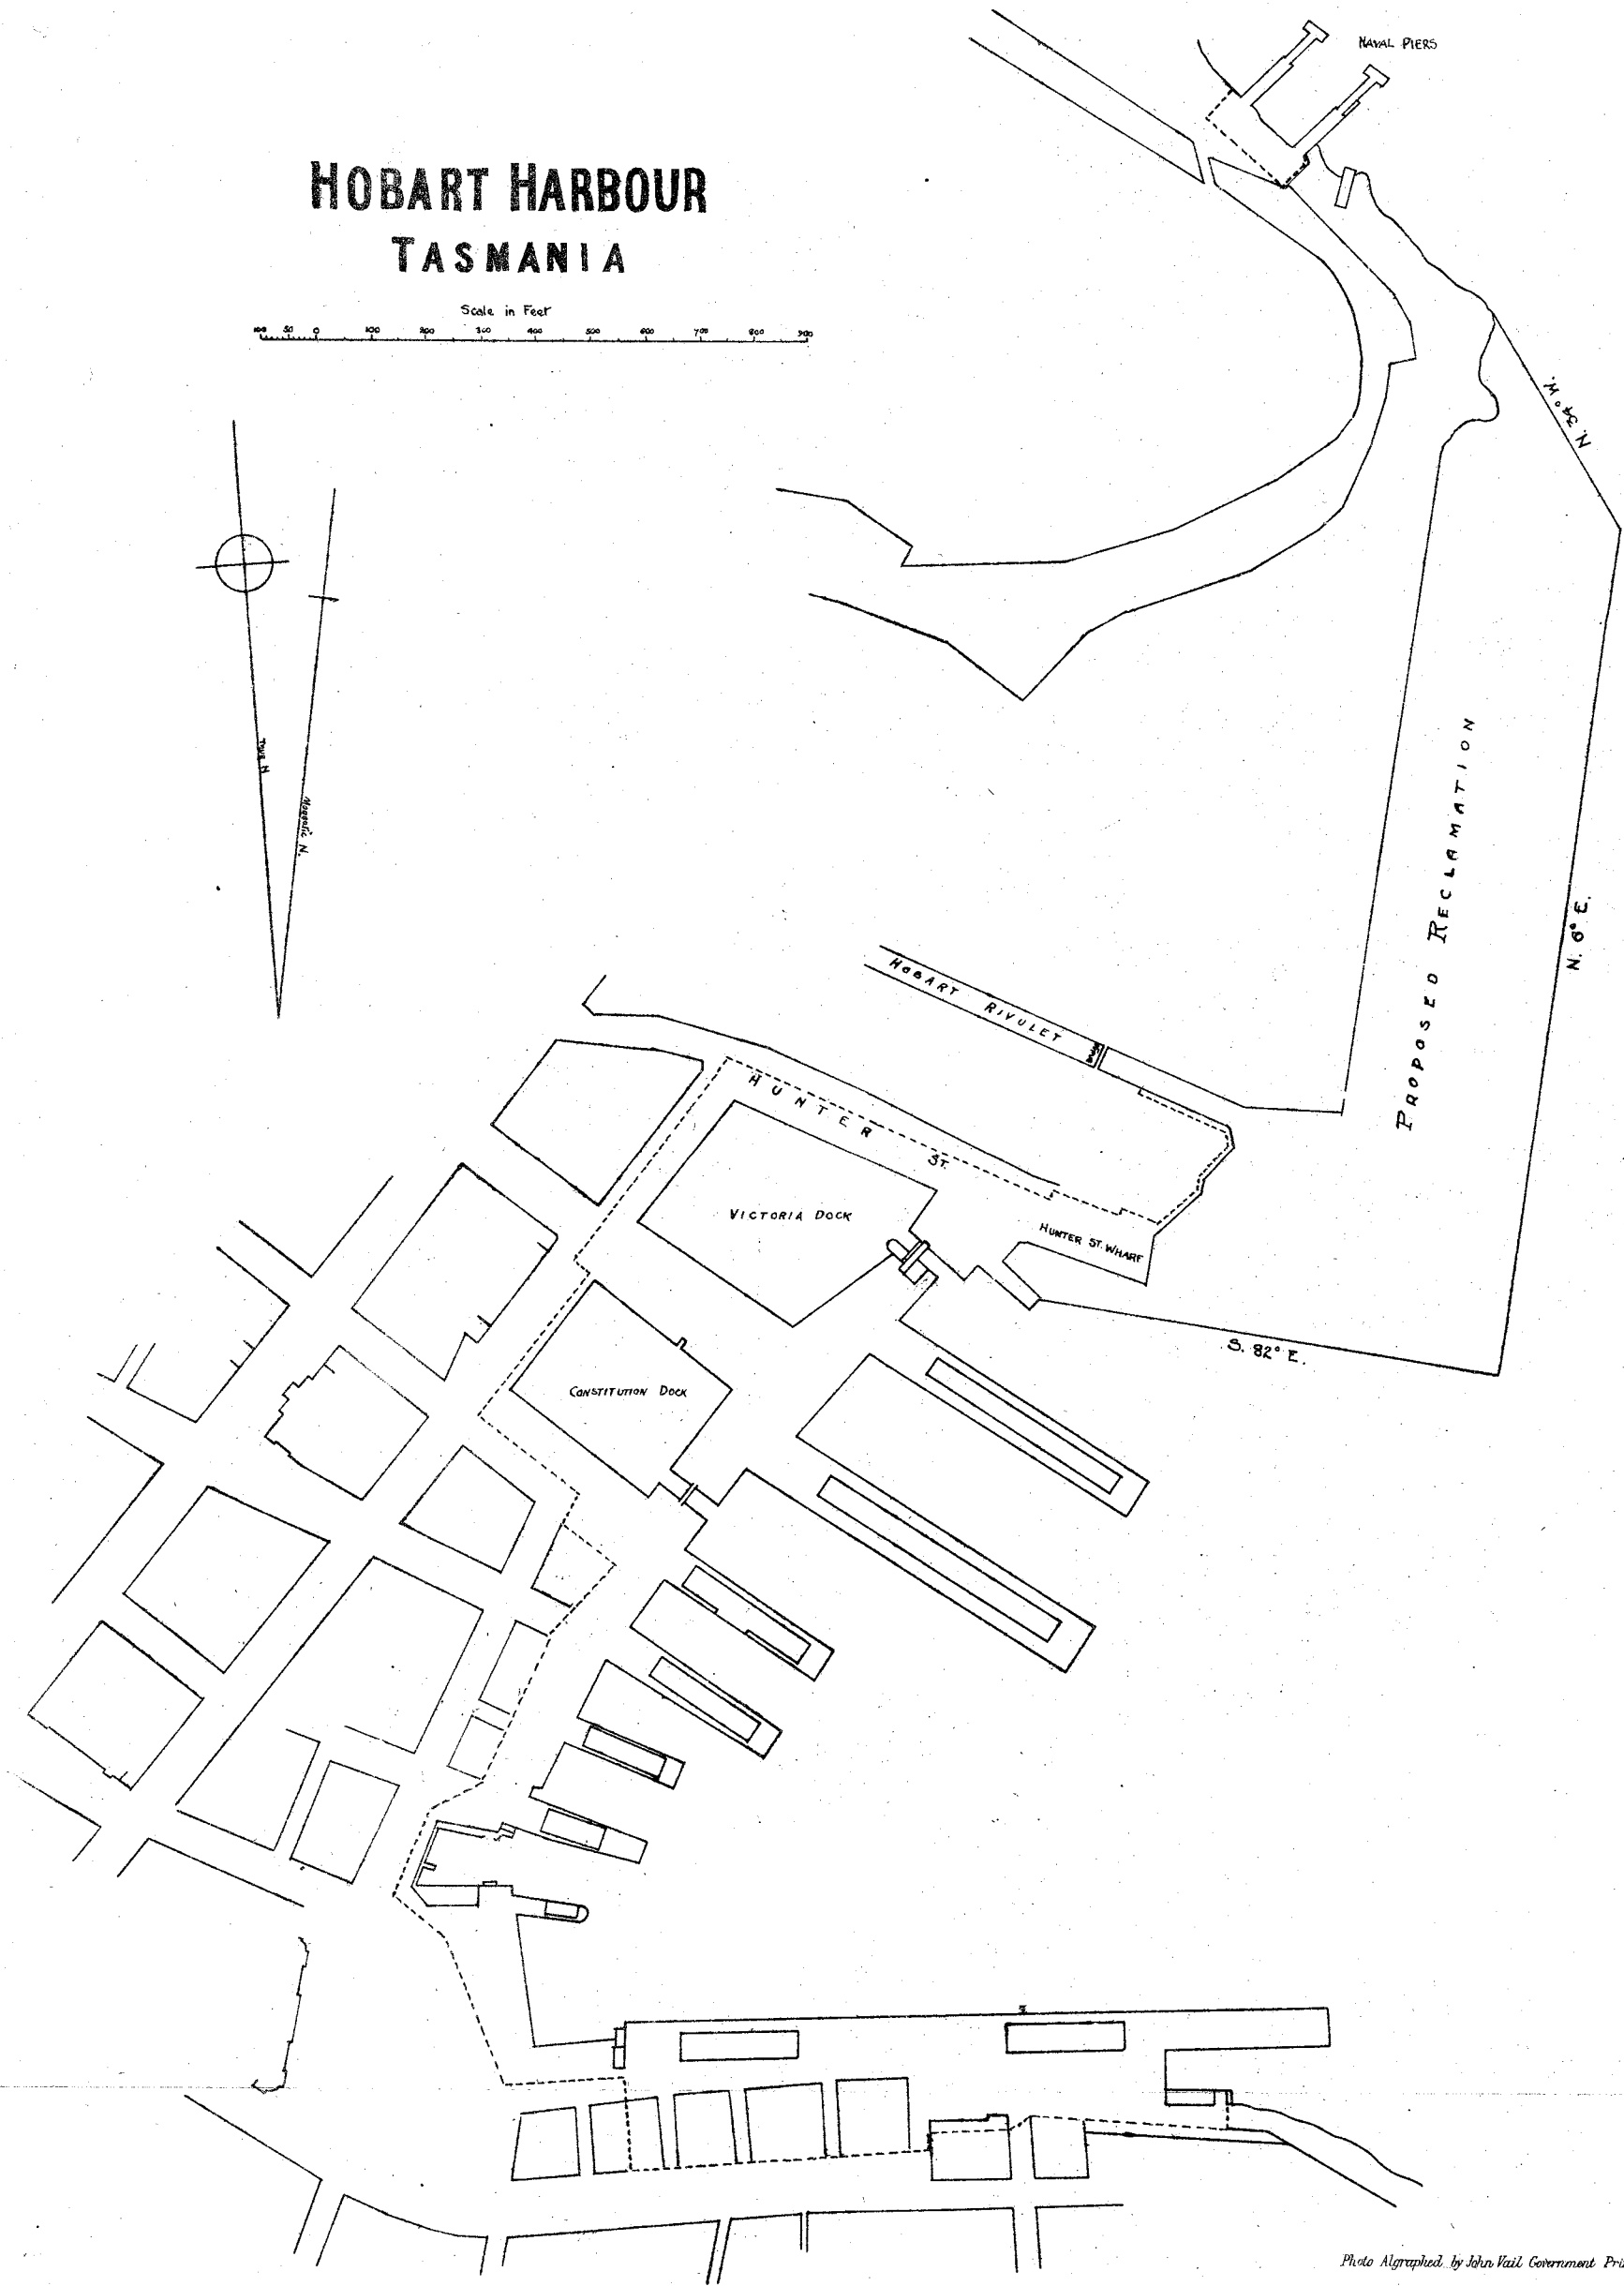 NAVAL PIERS
HOBART HARBOUR
TASMANIA
Scale in Feet
100 50 0 100 200 300 400 500 600 700 800 900
N. 34° W.
True N
Magnetic N.
PROPOSED RECLAMATION
N. 6° E.
HOBART RIVULET
HUNTER ST.
VICTORIA DOCK
HUNTER ST. WHARF
S. 82° E.
CONSTITUTION DOCK
Photo Algraphed by John Vail Government Pri